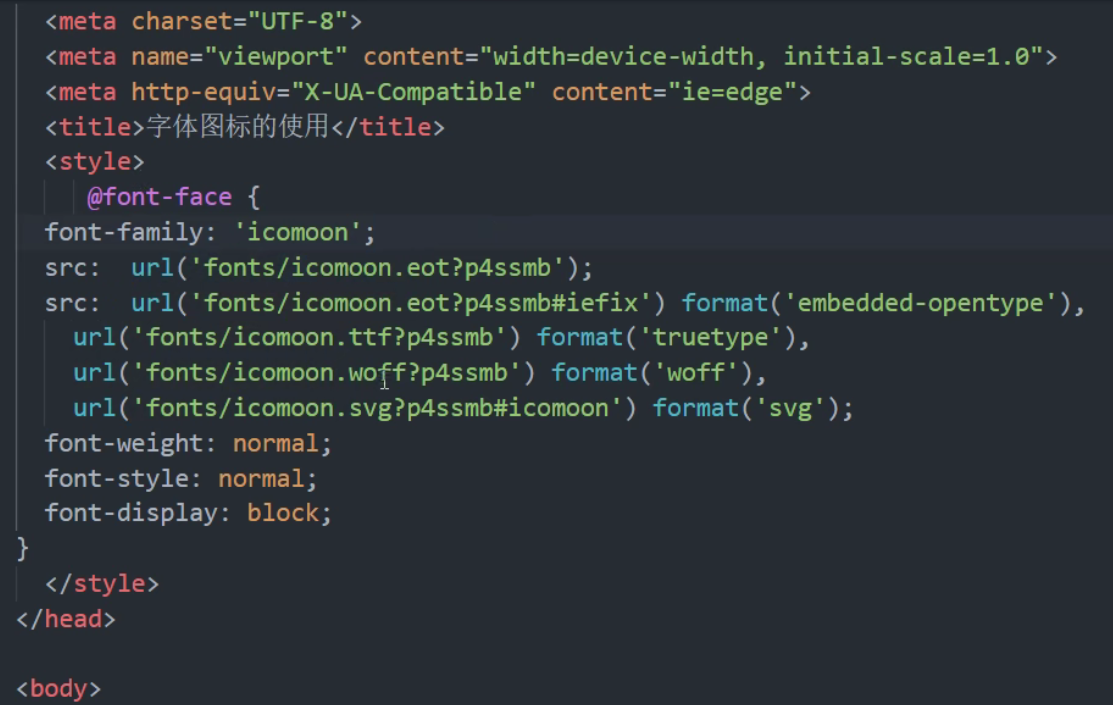 <meta charset="UTF-8">
<meta name="viewport" content="width=device-width, initial-scale=1.0">
<meta http-equiv="X-UA-Compatible" content="ie=edge">
<title>字体图标的使用</title>
<style>
@font-face {
font-family: 'icomoon';
src:  url('fonts/icomoon.eot?p4ssmb');
src:  url('fonts/icomoon.eot?p4ssmb#iefix') format('embedded-opentype'),
url('fonts/icomoon.ttf?p4ssmb') format('truetype'),
url('fonts/icomoon.woff?p4ssmb') format('woff'),
url('fonts/icomoon.svg?p4ssmb#icomoon') format('svg');
font-weight: normal;
font-style: normal;
font-display: block;
}
</style>
</head>
<body>